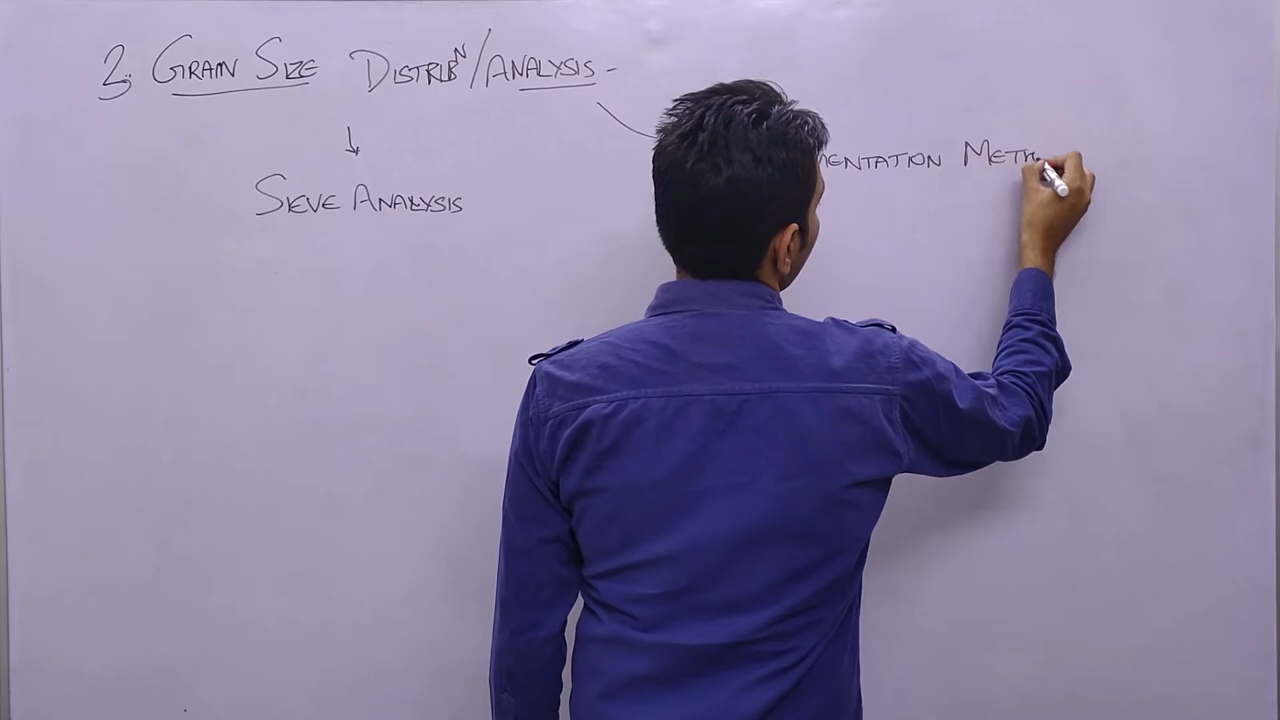 3. GRAIN SIZE DISTRIBᴺ/ANALYSIS -
MENTATION METH
SIEVE ANALYSIS